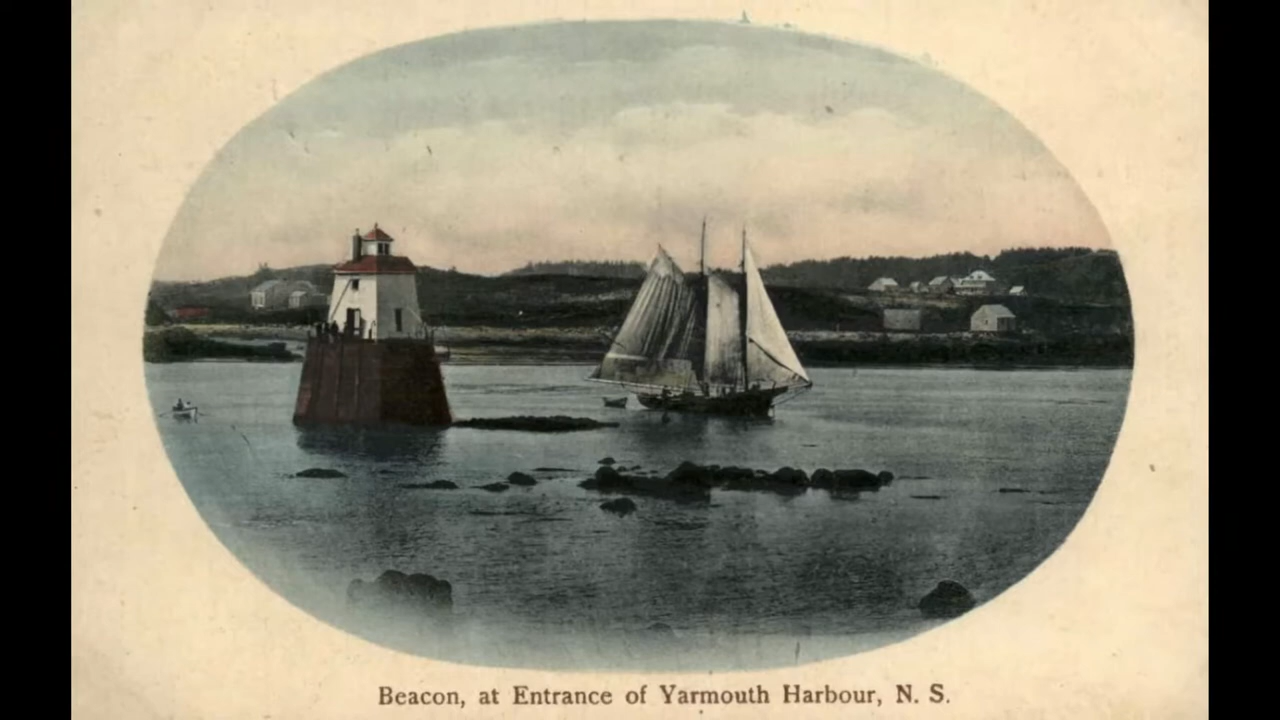 Beacon, at Entrance of Yarmouth Harbour, N. S.